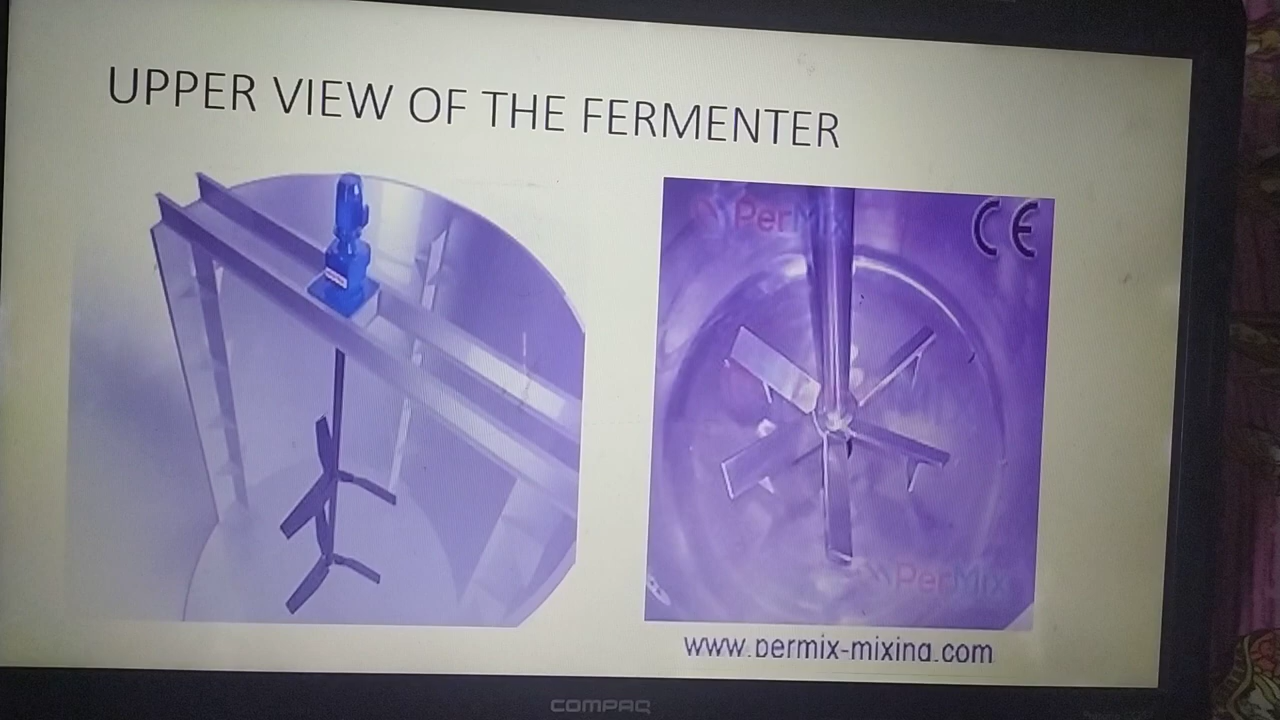 UPPER VIEW OF THE FERMENTER
PerMix
CE
PerMix
www.permix-mixing.com
COMPAQ